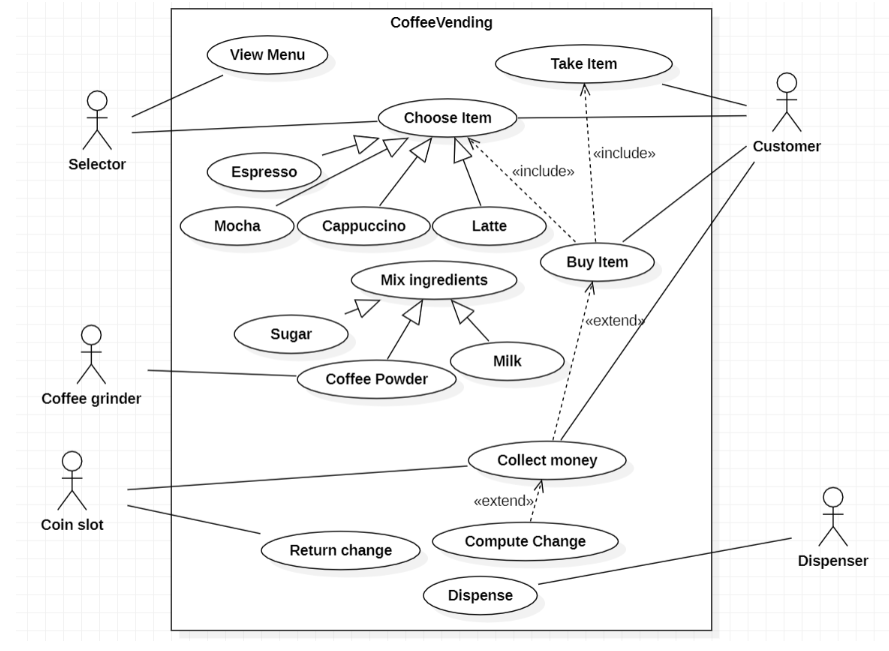 CoffeeVending
View Menu
Take Item
Choose Item
Selector
Customer
«include»
«include»
Espresso
Mocha
Cappuccino
Latte
Buy Item
Mix ingredients
«extend»
Sugar
Milk
Coffee Powder
Coffee grinder
Collect money
«extend»
Coin slot
Compute Change
Return change
Dispenser
Dispense